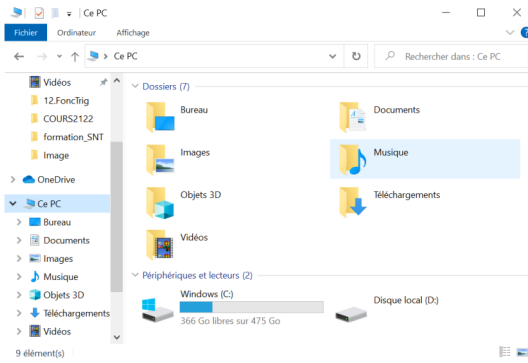 Ce PC
Fichier Ordinateur Affichage
Ce PC
Rechercher dans : Ce PC
Vidéos
12.FoncTrig
COURS2122
formation_SNT
Image
OneDrive
Ce PC
Bureau
Documents
Images
Musique
Objets 3D
Téléchargements
Vidéos
9 élément(s)
Dossiers (7)
Bureau
Documents
Images
Musique
Objets 3D
Téléchargements
Vidéos
Périphériques et lecteurs (2)
Windows (C:)
366 Go libres sur 475 Go
Disque local (D:)